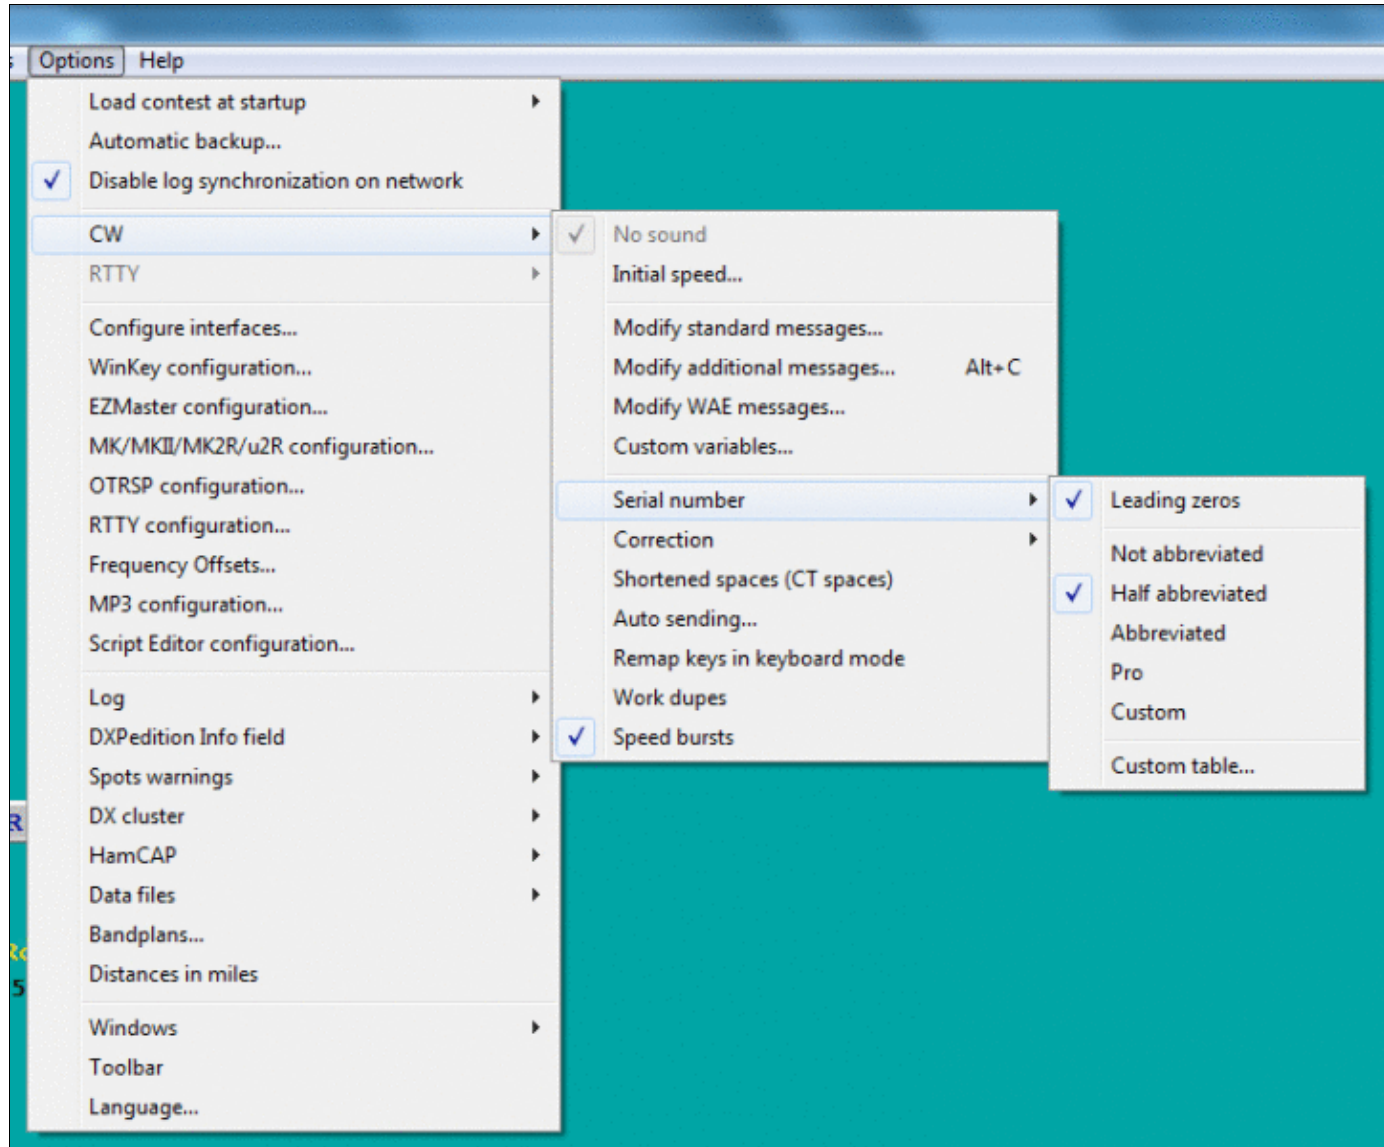 Options Help
Load contest at startup
Automatic backup...
Disable log synchronization on network
CW
RTTY
Configure interfaces...
WinKey configuration...
EZMaster configuration...
MK/MKII/MK2R/u2R configuration...
OTRSP configuration...
RTTY configuration...
Frequency Offsets...
MP3 configuration...
Script Editor configuration...
Log
DXPedition Info field
Spots warnings
DX cluster
HamCAP
Data files
Bandplans...
Distances in miles
Windows
Toolbar
Language...
No sound
Initial speed...
Modify standard messages...
Modify additional messages... Alt+C
Modify WAE messages...
Custom variables...
Serial number
Correction
Shortened spaces (CT spaces)
Auto sending...
Remap keys in keyboard mode
Work dupes
Speed bursts
Leading zeros
Not abbreviated
Half abbreviated
Abbreviated
Pro
Custom
Custom table...
R
5